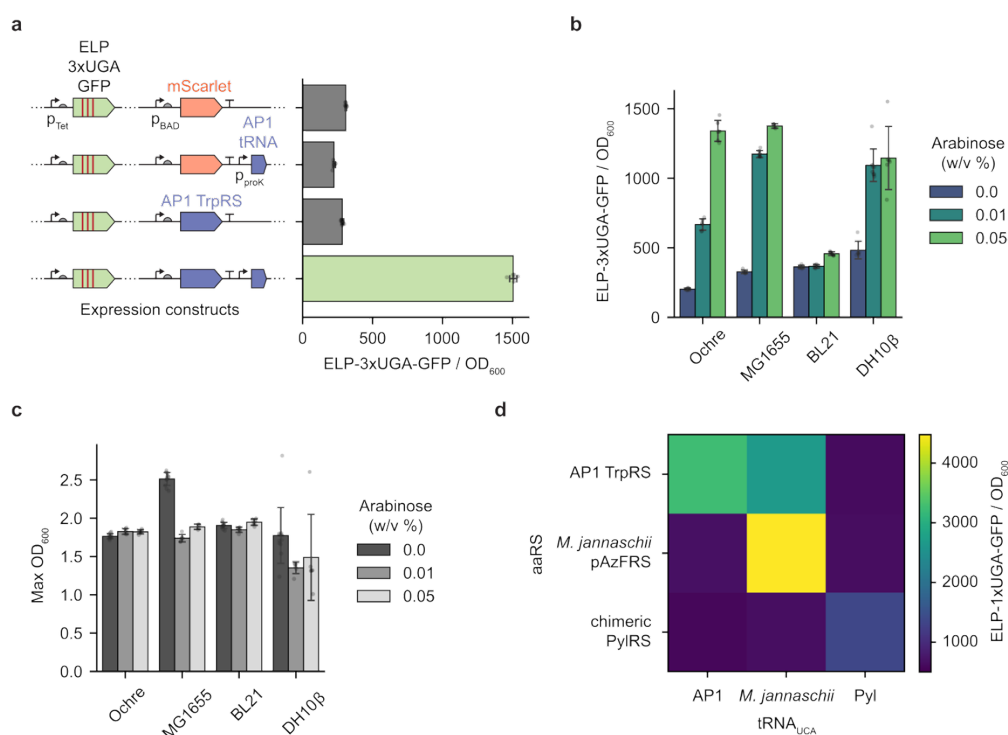 a
ELP
3xUGA
GFP
mScarlet
pTet
pBAD
AP1
tRNA
pproK
AP1 TrpRS
Expression constructs
0
500
1000
1500
ELP-3xUGA-GFP / OD600
b
ELP-3xUGA-GFP / OD600
1500
1000
500
0
Ochre
MG1655
BL21
DH10β
Arabinose
(w/v %)
0.0
0.01
0.05
c
Max OD600
2.5
2.0
1.5
1.0
0.5
0.0
Ochre
MG1655
BL21
DH10β
Arabinose
(w/v %)
0.0
0.01
0.05
d
aaRS
AP1 TrpRS
M. jannaschii
pAzFRS
chimeric
PylRS
AP1
M. jannaschii
Pyl
tRNAUCA
4000
3000
2000
1000
ELP-1xUGA-GFP / OD600